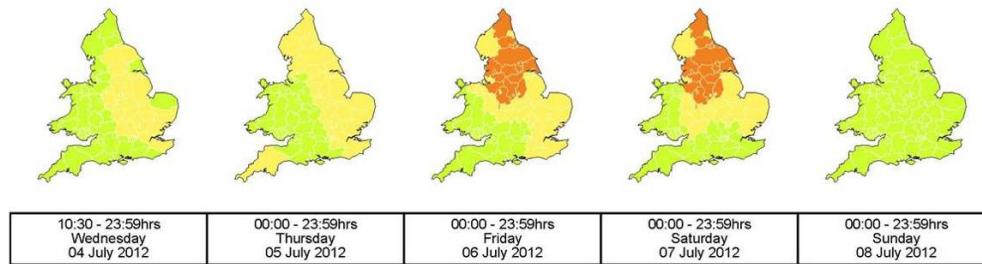 10:30 - 23:59hrs
Wednesday
04 July 2012
00:00 - 23:59hrs
Thursday
05 July 2012
00:00 - 23:59hrs
Friday
06 July 2012
00:00 - 23:59hrs
Saturday
07 July 2012
00:00 - 23:59hrs
Sunday
08 July 2012